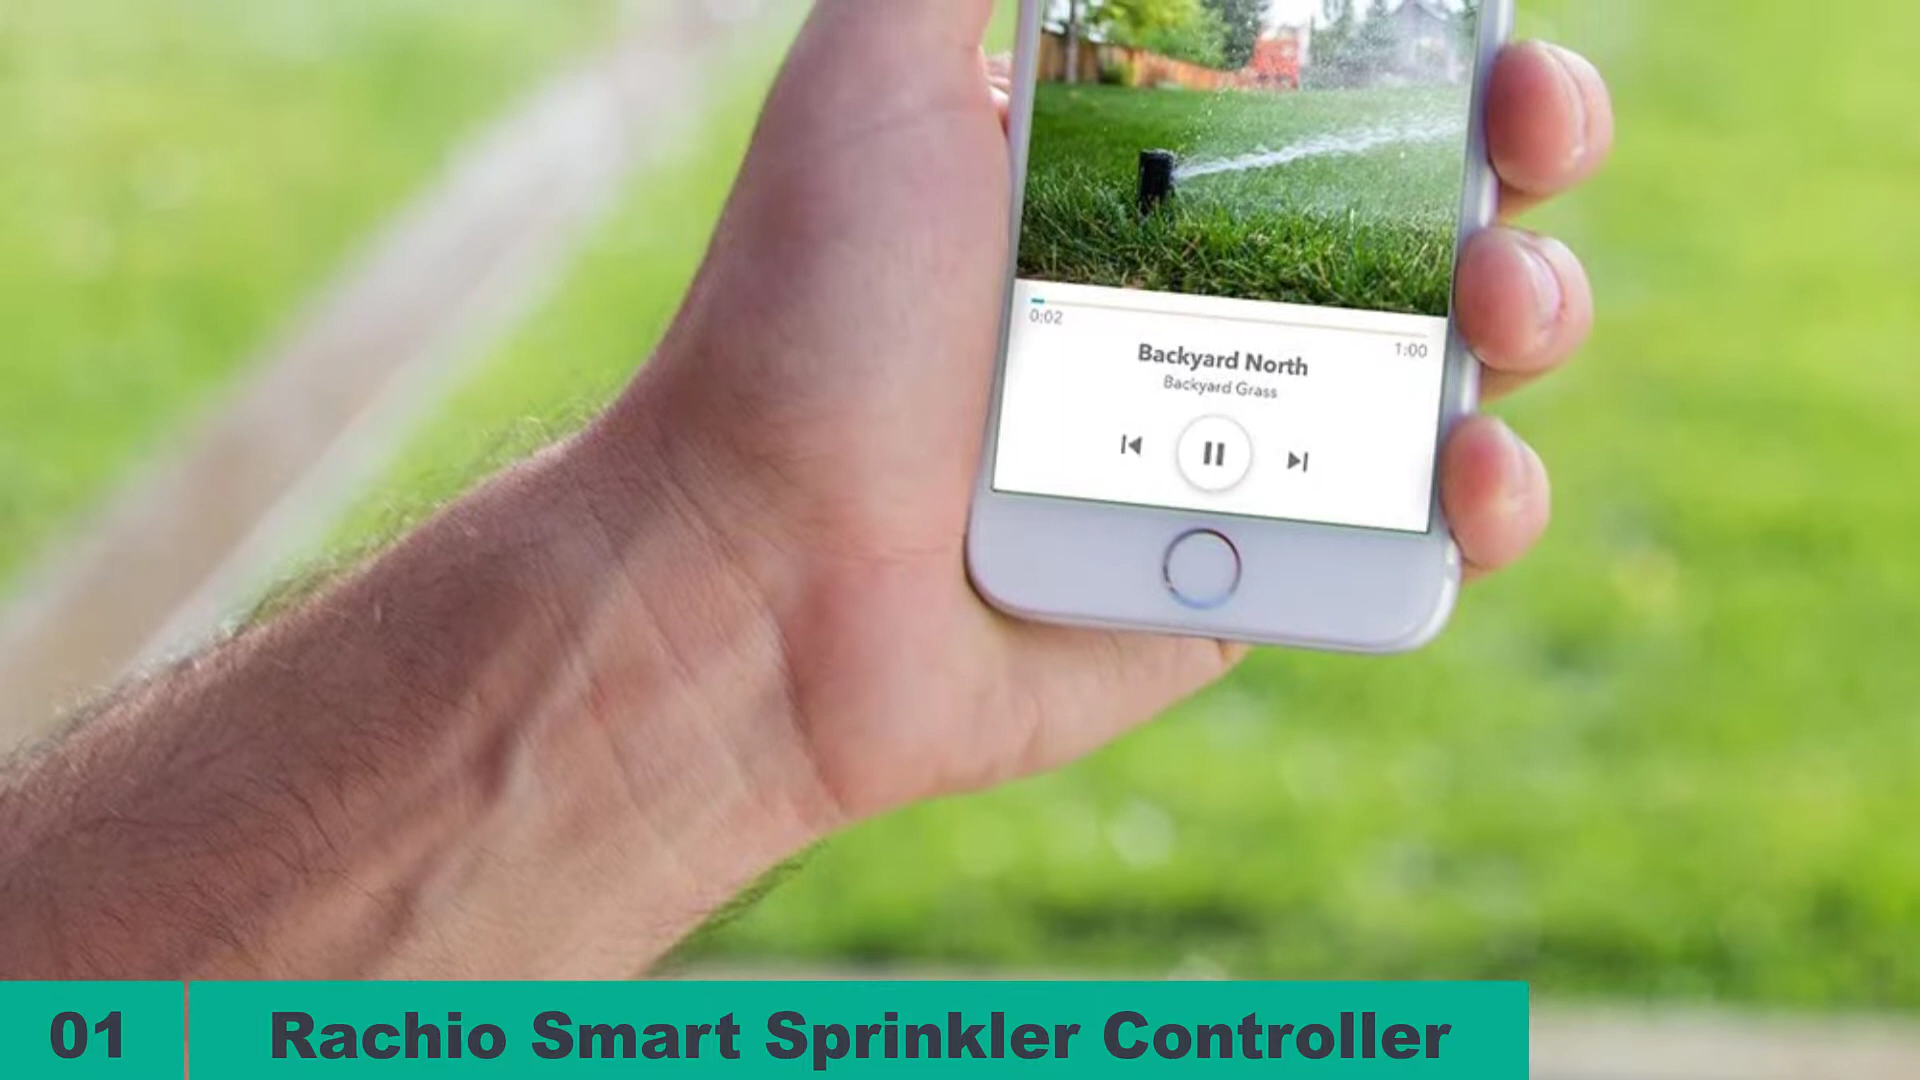 0:02
1:00
Backyard North
Backyard Grass
01
Rachio Smart Sprinkler Controller